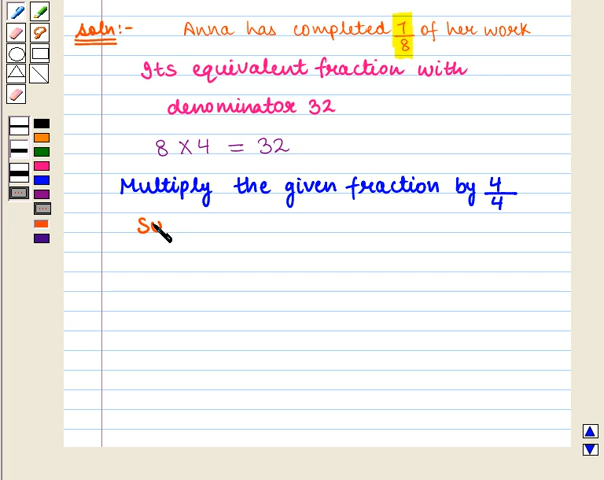 Soln:- Anna has completed 7/8 of her work
Its equivalent fraction with
denominator 32
8 × 4 = 32
Multiply the given fraction by 4/4
So